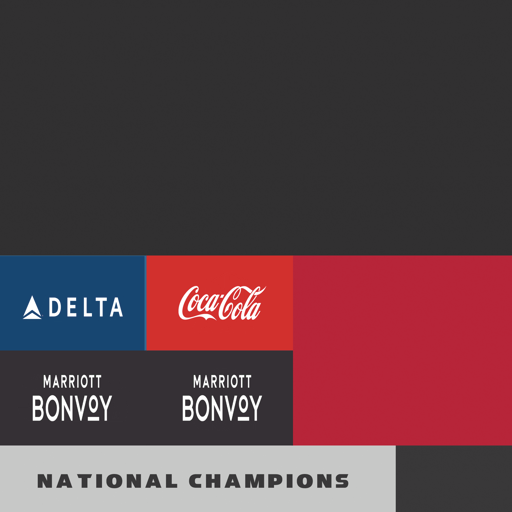 DELTA
Coca-Cola
MARRIOTT
BONVOY
MARRIOTT
BONVOY
NATIONAL CHAMPIONS